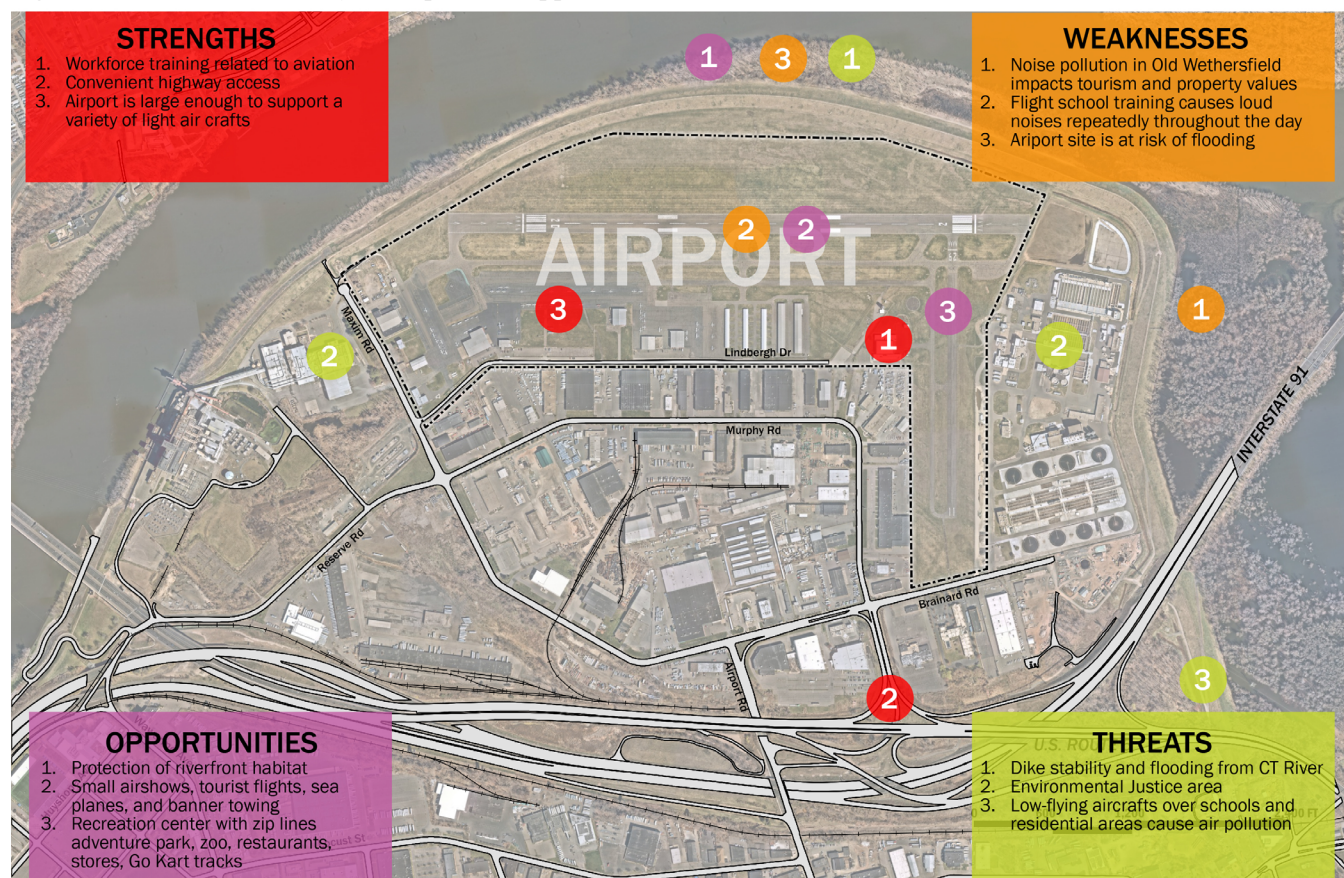 STRENGTHS
1. Workforce training related to aviation
2. Convenient highway access
3. Airport is large enough to support a
variety of light air crafts
WEAKNESSES
1. Noise pollution in Old Wethersfield
impacts tourism and property values
2. Flight school training causes loud
noises repeatedly throughout the day
3. Ariport site is at risk of flooding
1 3 1
2 2
AIRPORT
3
3
1
1
2
2
Maxim Rd
Lindbergh Dr
Murphy Rd
INTERSTATE 91
Reserve Rd
Brainard Rd
Airport Rd
2
3
OPPORTUNITIES
1. Protection of riverfront habitat
2. Small airshows, tourist flights, sea
planes, and banner towing
3. Recreation center with zip lines
adventure park, zoo, restaurants,
stores, Go Kart tracks
U.S. ROU
THREATS
1. Dike stability and flooding from CT River
2. Environmental Justice area
3. Low-flying aircrafts over schools and
residential areas cause air pollution